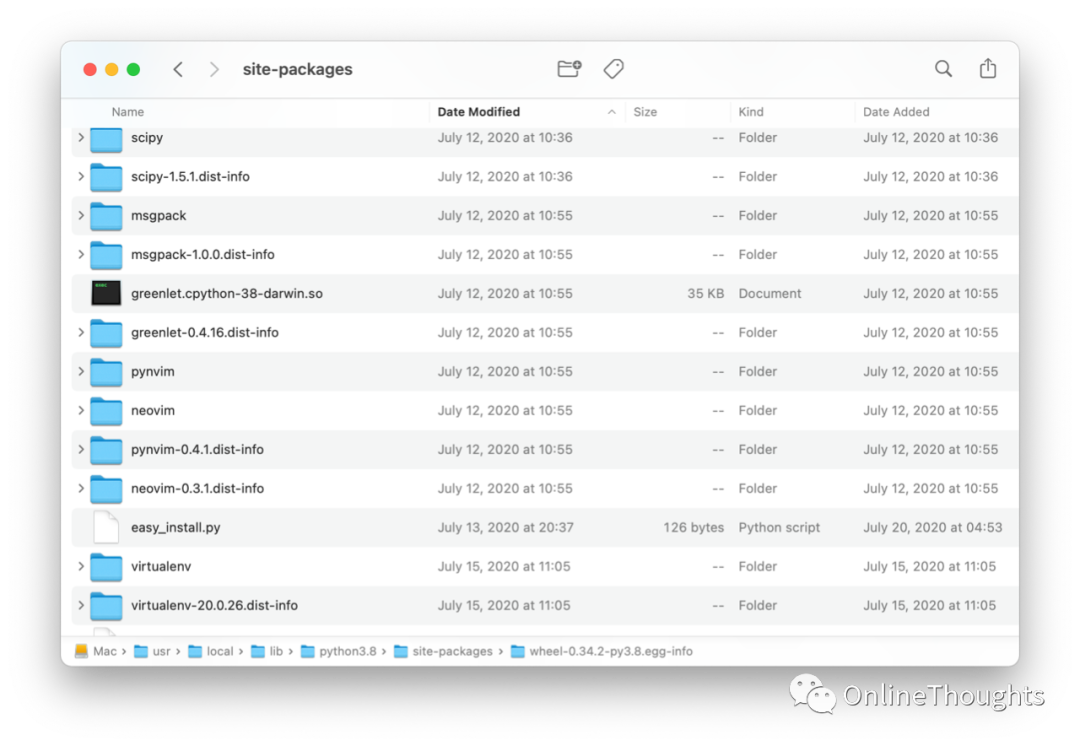 site-packages
Name Date Modified Size Kind Date Added
scipy July 12, 2020 at 10:36 -- Folder July 12, 2020 at 10:36
scipy-1.5.1.dist-info July 12, 2020 at 10:36 -- Folder July 12, 2020 at 10:36
msgpack July 12, 2020 at 10:55 -- Folder July 12, 2020 at 10:55
msgpack-1.0.0.dist-info July 12, 2020 at 10:55 -- Folder July 12, 2020 at 10:55
greenlet.cpython-38-darwin.so July 12, 2020 at 10:55 35 KB Document July 12, 2020 at 10:55
greenlet-0.4.16.dist-info July 12, 2020 at 10:55 -- Folder July 12, 2020 at 10:55
pynvim July 12, 2020 at 10:55 -- Folder July 12, 2020 at 10:55
neovim July 12, 2020 at 10:55 -- Folder July 12, 2020 at 10:55
pynvim-0.4.1.dist-info July 12, 2020 at 10:55 -- Folder July 12, 2020 at 10:55
neovim-0.3.1.dist-info July 12, 2020 at 10:55 -- Folder July 12, 2020 at 10:55
easy_install.py July 13, 2020 at 20:37 126 bytes Python script July 20, 2020 at 04:53
virtualenv July 15, 2020 at 11:05 -- Folder July 15, 2020 at 11:05
virtualenv-20.0.26.dist-info July 15, 2020 at 11:05 -- Folder July 15, 2020 at 11:05
Mac › usr › local › lib › python3.8 › site-packages › wheel-0.34.2-py3.8.egg-info
OnlineThoughts